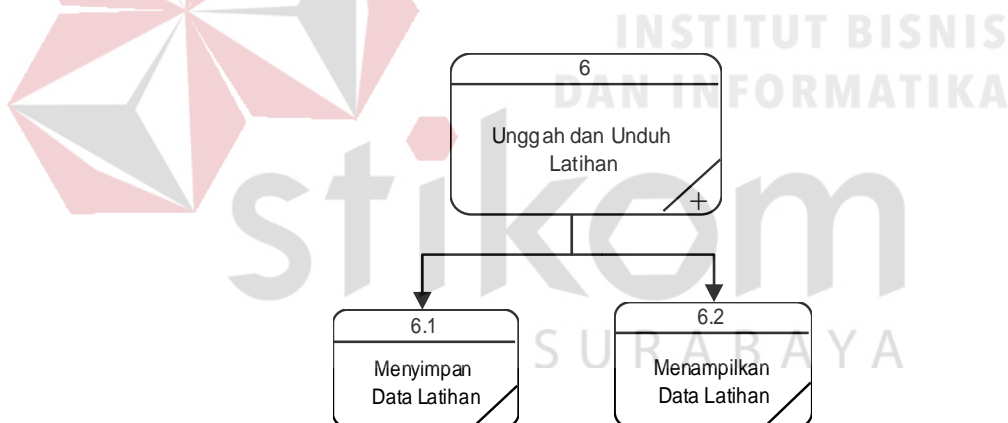 INSTITUT BISNIS
DAN INFORMATIKA
stikom
SURABAYA
6
Unggah dan Unduh
Latihan
+
6.1
Menyimpan
Data Latihan
6.2
Menampilkan
Data Latihan